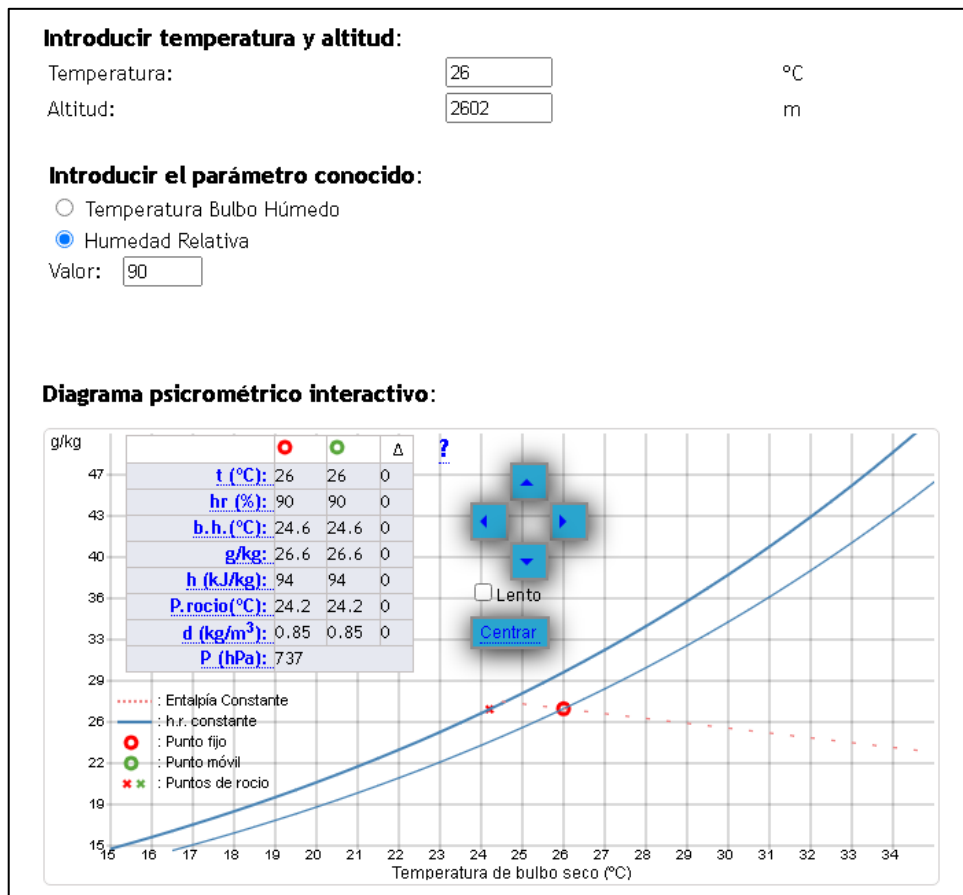 Introducir temperatura y altitud:
Temperatura: 26 ºC
Altitud: 2602 m
Introducir el parámetro conocido:
Temperatura Bulbo Húmedo
Humedad Relativa
Valor: 90
Diagrama psicrométrico interactivo:
g/kg
Δ
?
t (ºC): 26 26 0
hr (%): 90 90 0
b.h.(ºC): 24.6 24.6 0
g/kg: 26.6 26.6 0
h (kJ/kg): 94 94 0
P.rocio(ºC): 24.2 24.2 0
d (kg/m³): 0.85 0.85 0
P (hPa): 737
Lento
Centrar
47
43
40
36
33
29
26
22
19
15
: Entalpía Constante
: h.r. constante
: Punto fijo
: Punto móvil
: Puntos de rocio
15 16 17 18 19 20 21 22 23 24 25 26 27 28 29 30 31 32 33 34
Temperatura de bulbo seco (ºC)